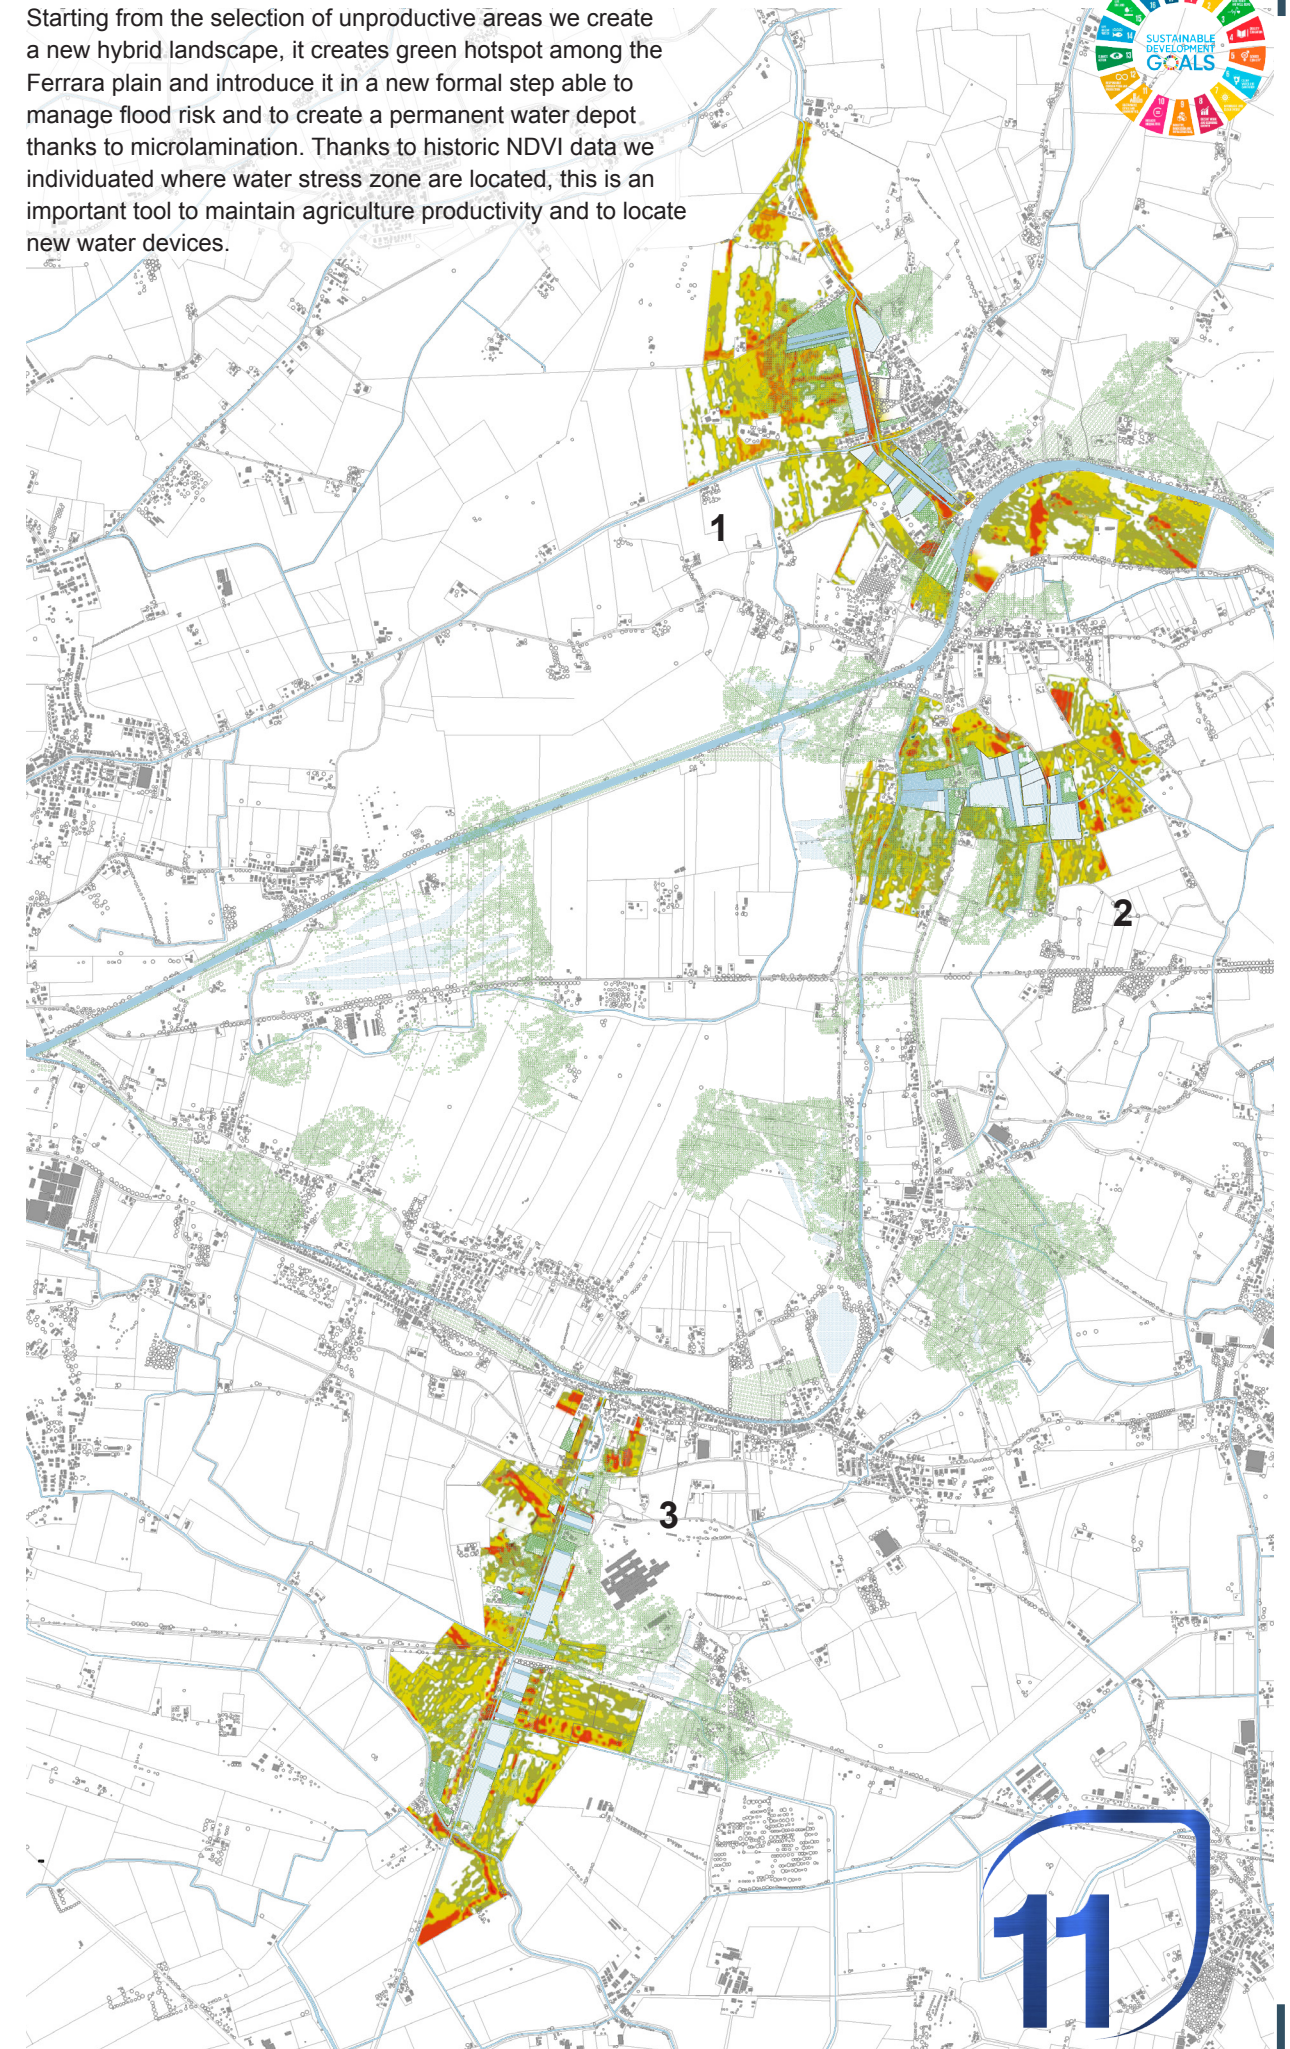 Starting from the selection of unproductive areas we create
a new hybrid landscape, it creates green hotspot among the
Ferrara plain and introduce it in a new formal step able to
manage flood risk and to create a permanent water depot
thanks to microlamination. Thanks to historic NDVI data we
individuated where water stress zone are located, this is an
important tool to maintain agriculture productivity and to locate
new water devices.
SUSTAINABLE
DEVELOPMENT
GOALS
1
2
3
11